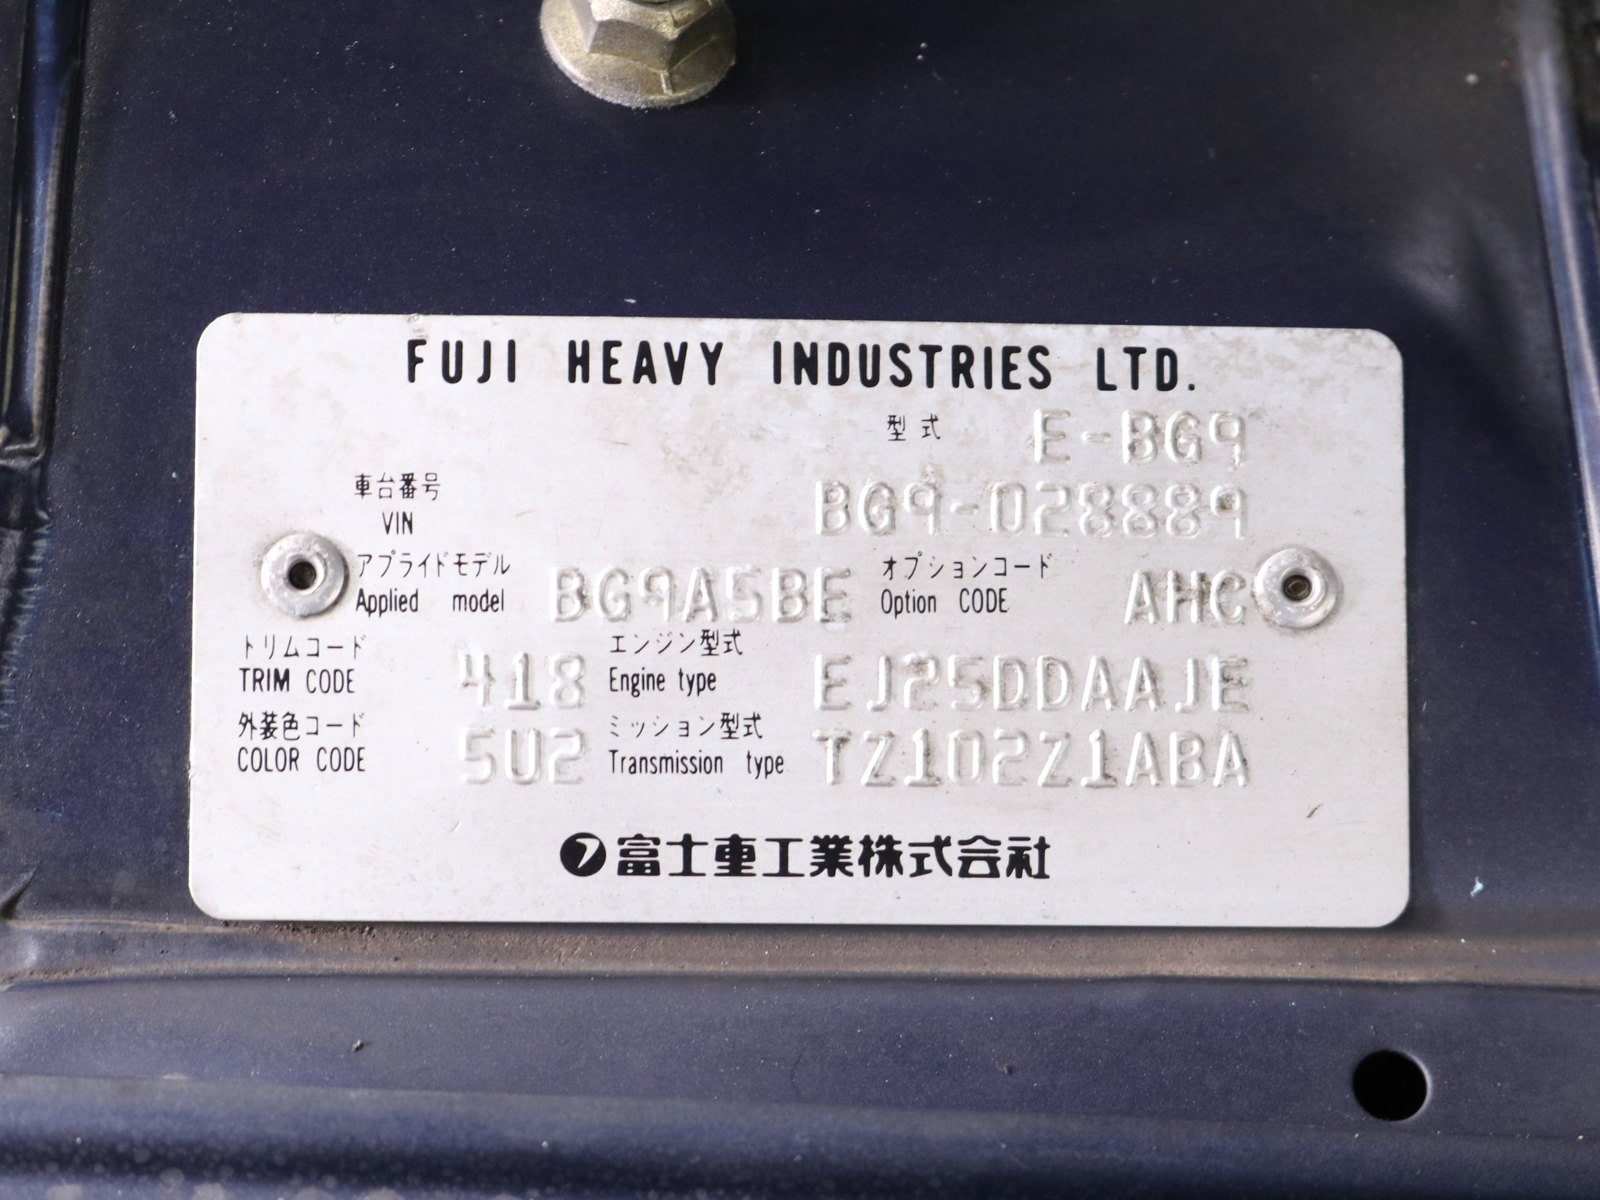 FUJI HEAVY INDUSTRIES LTD.
型式 E-BG9
車台番号
VIN BG9-028889
アプライドモデル オプションコード
Applied model BG9A5BE Option CODE AHC
トリムコード エンジン型式
TRIM CODE 418 Engine type EJ25DDAAJE
外装色コード ミッション型式
COLOR CODE 5U2 Transmission type TZ102Z1ABA
富士重工業株式会社